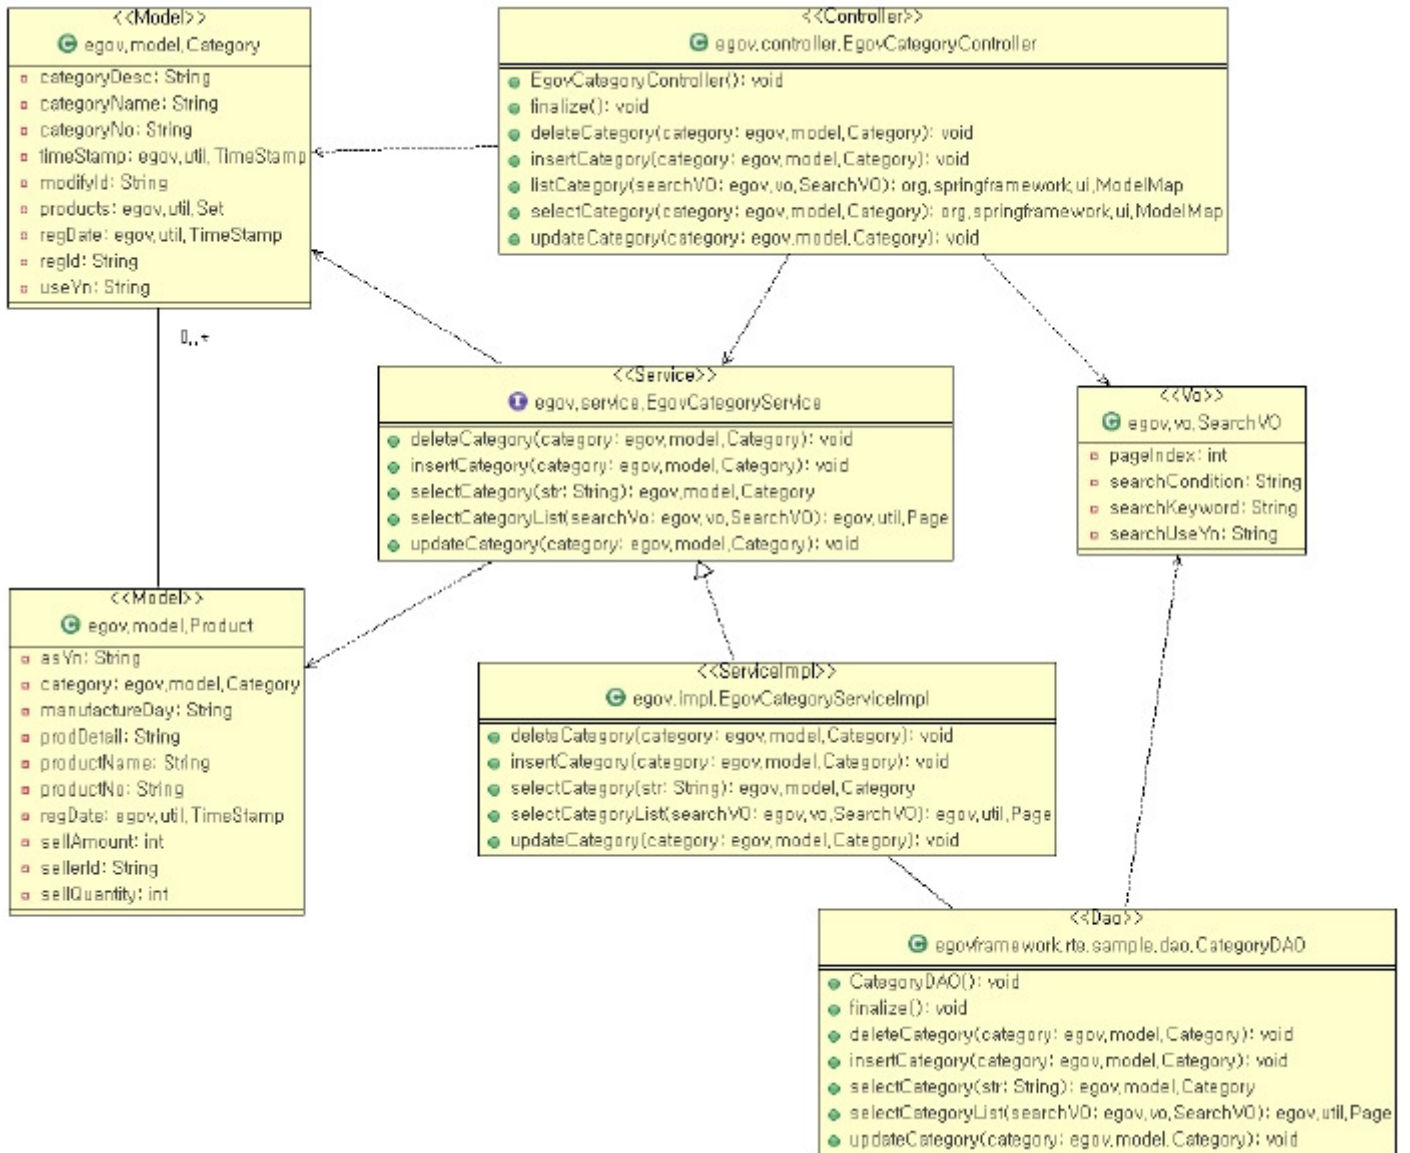 <<Model>>
egov.model.Category
categoryDesc: String
categoryName: String
categoryNo: String
timeStamp: egov.util.TimeStamp
modifyId: String
products: egov.util.Set
regDate: egov.util.TimeStamp
regId: String
useYn: String
<<Controller>>
egov.controller.EgovCategoryController
EgovCategoryController(): void
finalize(): void
deleteCategory(category: egov.model.Category): void
insertCategory(category: egov.model.Category): void
listCategory(searchVO: egov.vo.SearchVO): org.springframework.ui.ModelMap
selectCategory(category: egov.model.Category): org.springframework.ui.ModelMap
updateCategory(category: egov.model.Category): void
0..*
<<Service>>
egov.service.EgovCategoryService
deleteCategory(category: egov.model.Category): void
insertCategory(category: egov.model.Category): void
selectCategory(str: String): egov.model.Category
selectCategoryList(searchVo: egov.vo.SearchVO): egov.util.Page
updateCategory(category: egov.model.Category): void
<<Vo>>
egov.vo.SearchVO
pageIndex: int
searchCondition: String
searchKeyword: String
searchUseYn: String
<<Model>>
egov.model.Product
asYn: String
category: egov.model.Category
manufactureDay: String
prodDetail: String
productName: String
productNo: String
regDate: egov.util.TimeStamp
sellAmount: int
sellerId: String
sellQuantity: int
<<ServiceImpl>>
egov.impl.EgovCategoryServiceImpl
deleteCategory(category: egov.model.Category): void
insertCategory(category: egov.model.Category): void
selectCategory(str: String): egov.model.Category
selectCategoryList(searchVO: egov.vo.SearchVO): egov.util.Page
updateCategory(category: egov.model.Category): void
<<Dao>>
egovframework.rte.sample.dao.CategoryDAO
CategoryDAO(): void
finalize(): void
deleteCategory(category: egov.model.Category): void
insertCategory(category: egov.model.Category): void
selectCategory(str: String): egov.model.Category
selectCategoryList(searchVO: egov.vo.SearchVO): egov.util.Page
updateCategory(category: egov.model.Category): void